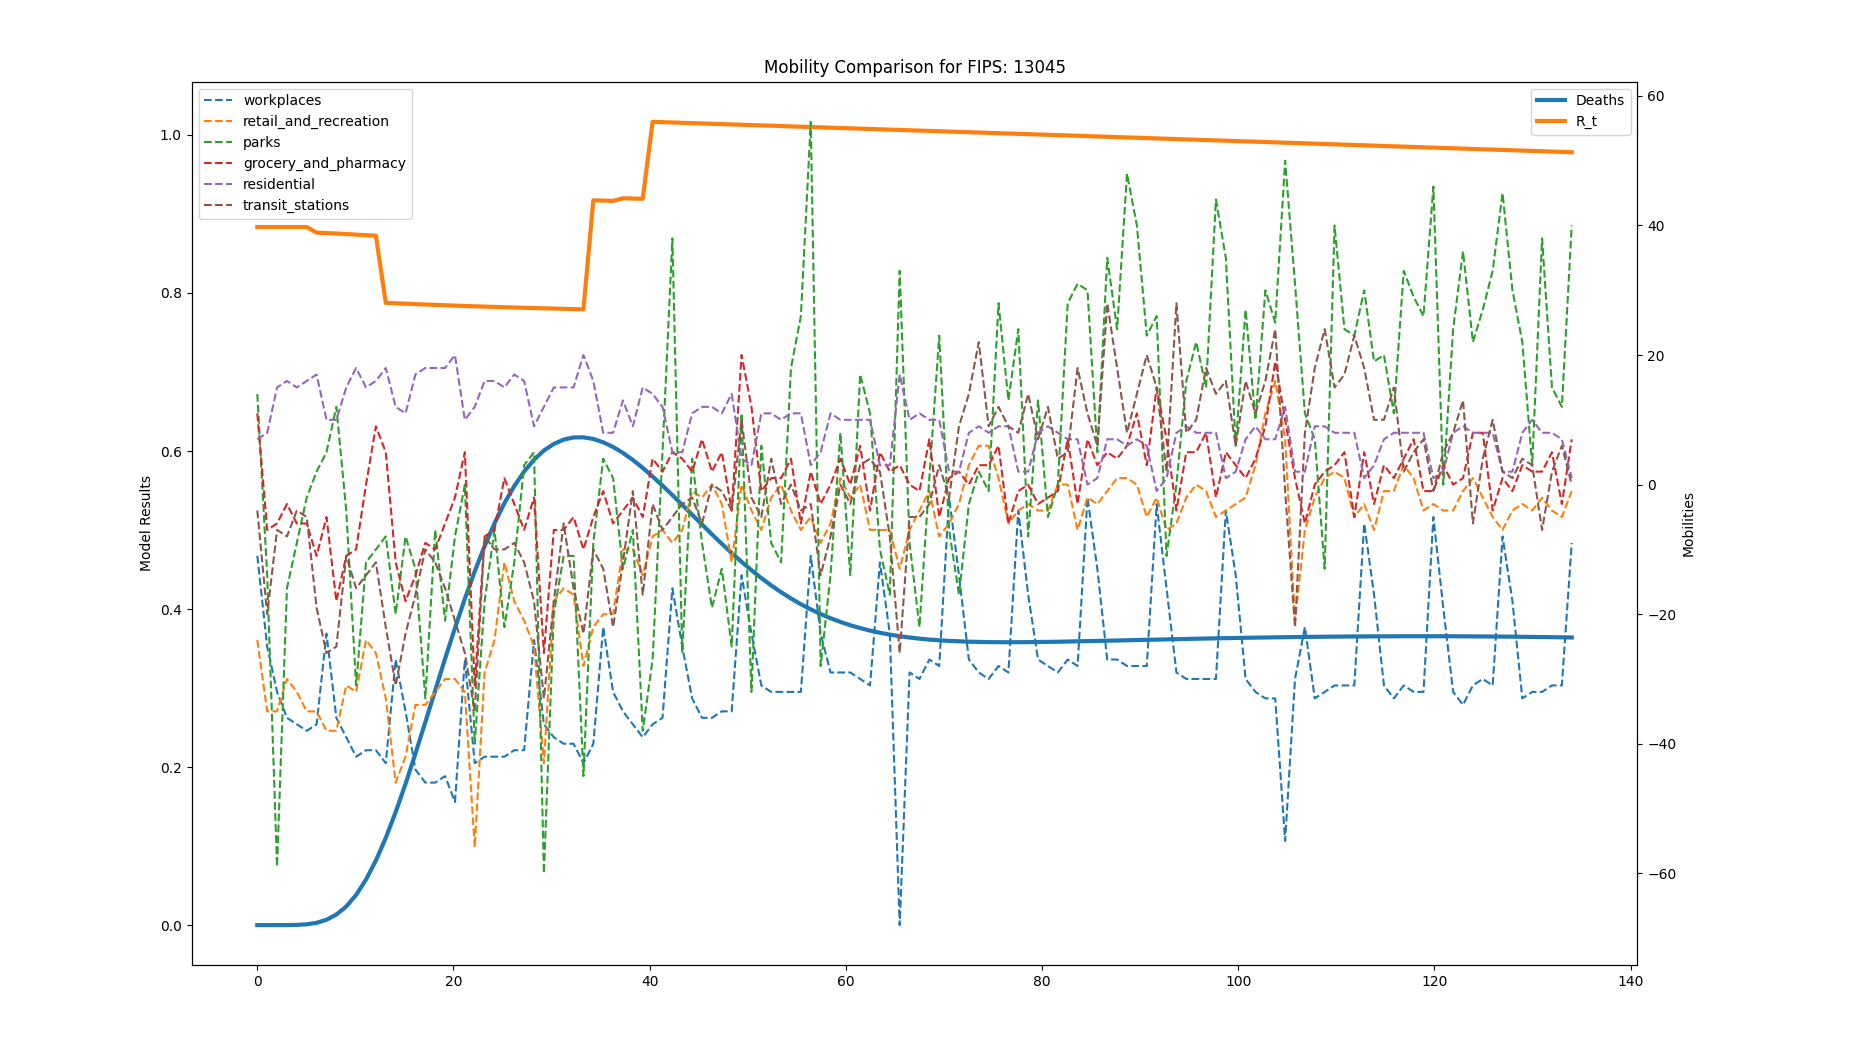 Mobility Comparison for FIPS: 13045
workplaces
retail_and_recreation
parks
grocery_and_pharmacy
residential
transit_stations
Deaths
R_t
1.0
0.8
0.6
0.4
0.2
0.0
Model Results
60
40
20
0
−20
−40
−60
Mobilities
0 20 40 60 80 100 120 140